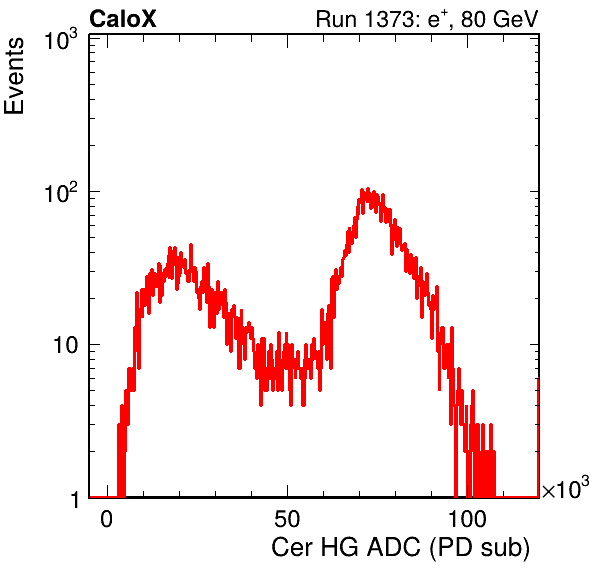 CaloX Run 1373: e⁺, 80 GeV
Events
10³
10²
10
1
0 50 100 ×10³
Cer HG ADC (PD sub)